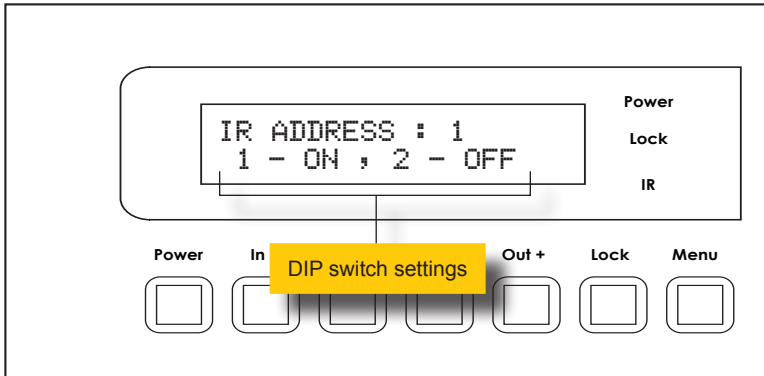 Power
IR ADDRESS : 1
Lock
1 - ON , 2 - OFF
IR
Power In Out + Lock Menu
DIP switch settings